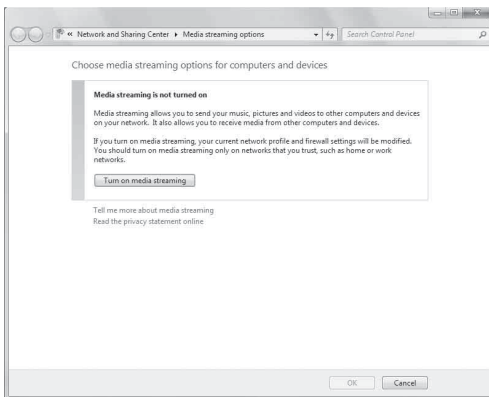 « Network and Sharing Center ▸ Media streaming options
Search Control Panel
Choose media streaming options for computers and devices
Media streaming is not turned on
Media streaming allows you to send your music, pictures and videos to other computers and devices
on your network. It also allows you to receive media from other computers and devices.
If you turn on media streaming, your current network profile and firewall settings will be modified.
You should turn on media streaming only on networks that you trust, such as home or work
networks.
Turn on media streaming
Tell me more about media streaming
Read the privacy statement online
OK
Cancel